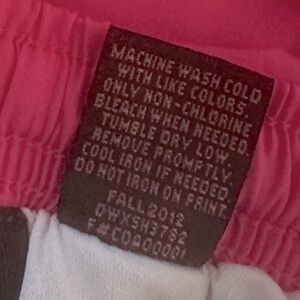 MACHINE WASH COLD
WITH LIKE COLORS.
ONLY NON-CHLORINE
BLEACH WHEN NEEDED.
TUMBLE DRY LOW.
REMOVE PROMPTLY.
COOL IRON IF NEEDED.
DO NOT IRON ON PRINT.
FALL 2012
DWXSH3782
F#CDA00001